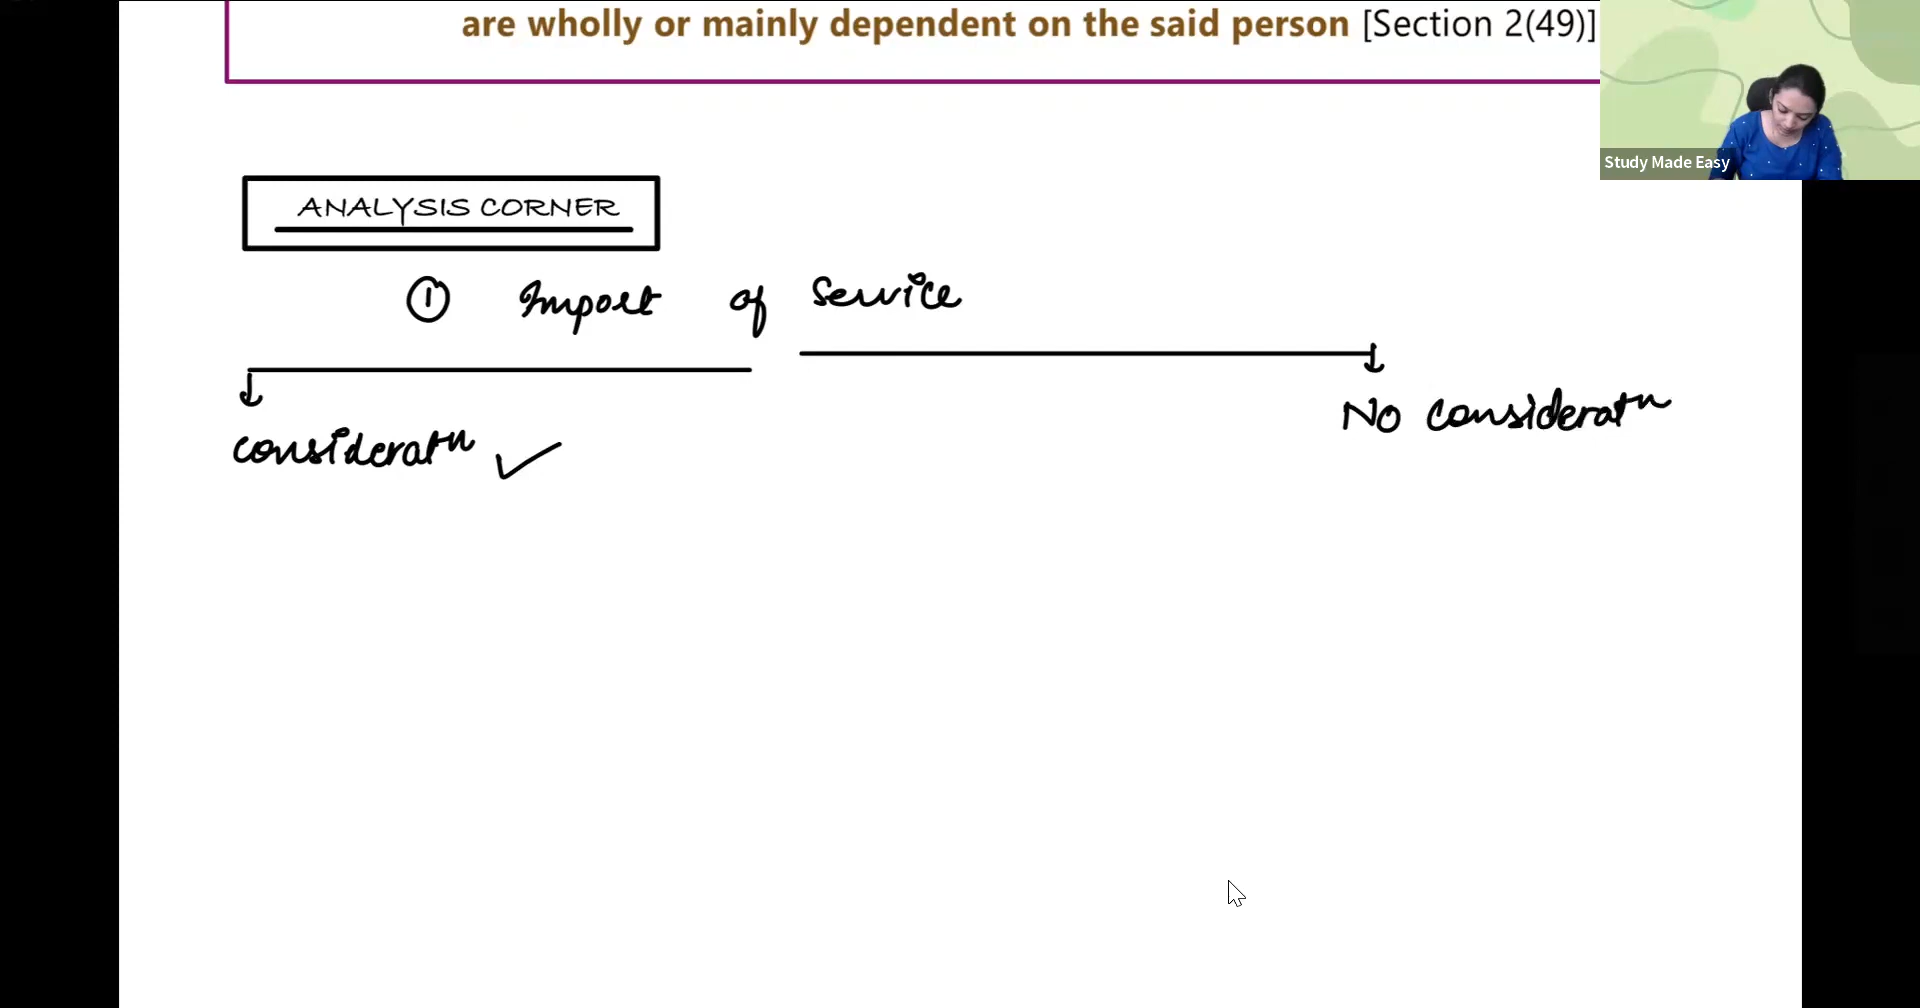 are wholly or mainly dependent on the said person [Section 2(49)]
Study Made Easy
ANALYSIS CORNER
① Import of Service
No consideratn
consideratn ✓